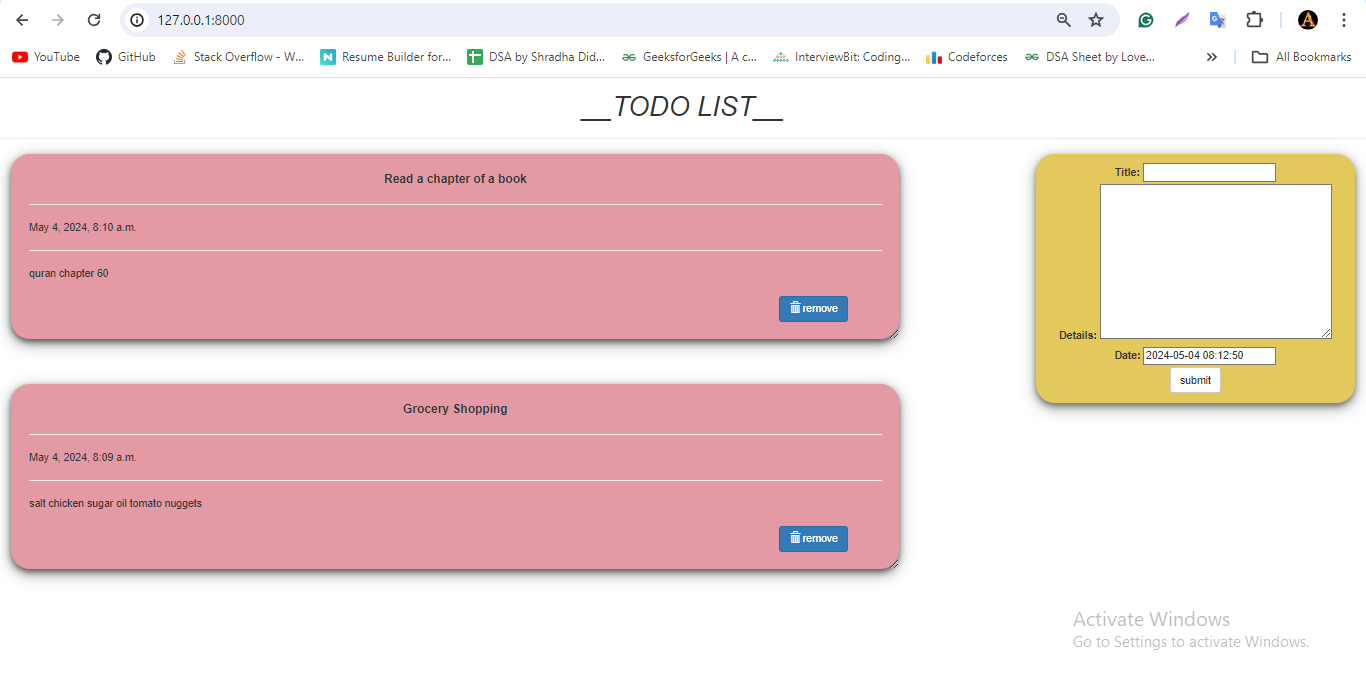 127.0.0.1:8000
YouTube
GitHub
Stack Overflow - W...
Resume Builder for...
DSA by Shradha Did...
GeeksforGeeks | A c...
InterviewBit: Coding...
Codeforces
DSA Sheet by Love...
All Bookmarks
__TODO LIST__
Read a chapter of a book
May 4, 2024, 8:10 a.m.
quran chapter 60
remove
Grocery Shopping
May 4, 2024, 8:09 a.m.
salt chicken sugar oil tomato nuggets
remove
Title:
Details:
Date: 2024-05-04 08:12:50
submit
Activate Windows
Go to Settings to activate Windows.